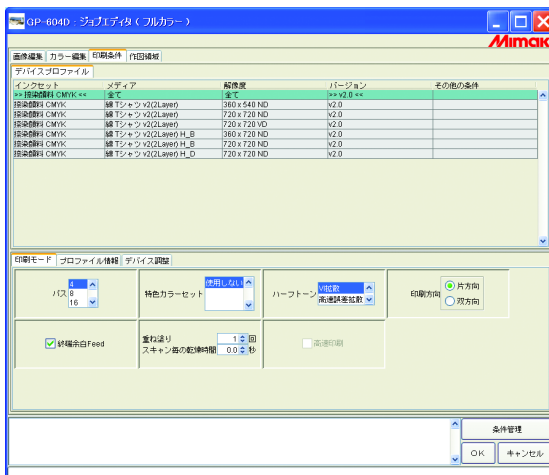 GP-604D : ジョブエディタ ( フルカラー )
Mimaki
画像編集 カラー編集 印刷条件 作図領域
デバイスプロファイル
インクセット メディア 解像度 バージョン その他の条件
>> 捺染顔料 CMYK << 全て 全て >> v2.0 <<
捺染顔料 CMYK 綿 Tシャツ v2(2Layer) 360 x 540 ND v2.0
捺染顔料 CMYK 綿 Tシャツ v2(2Layer) 720 x 720 ND v2.0
捺染顔料 CMYK 綿 Tシャツ v2(2Layer) 720 x 720 VD v2.0
捺染顔料 CMYK 綿 Tシャツ v2(2Layer) H_B 360 x 720 ND v2.0
捺染顔料 CMYK 綿 Tシャツ v2(2Layer) H_B 720 x 720 ND v2.0
捺染顔料 CMYK 綿 Tシャツ v2(2Layer) H_D 720 x 720 ND v2.0
印刷モード プロファイル情報 デバイス調整
パス 4 8 16
特色カラーセット 使用しない
ハーフトーン VI拡散 高速誤差拡散
印刷方向 片方向 双方向
終端余白Feed
重ね塗り 1 回
スキャン毎の乾燥時間 0.0 秒
高速印刷
条件管理
OK キャンセル